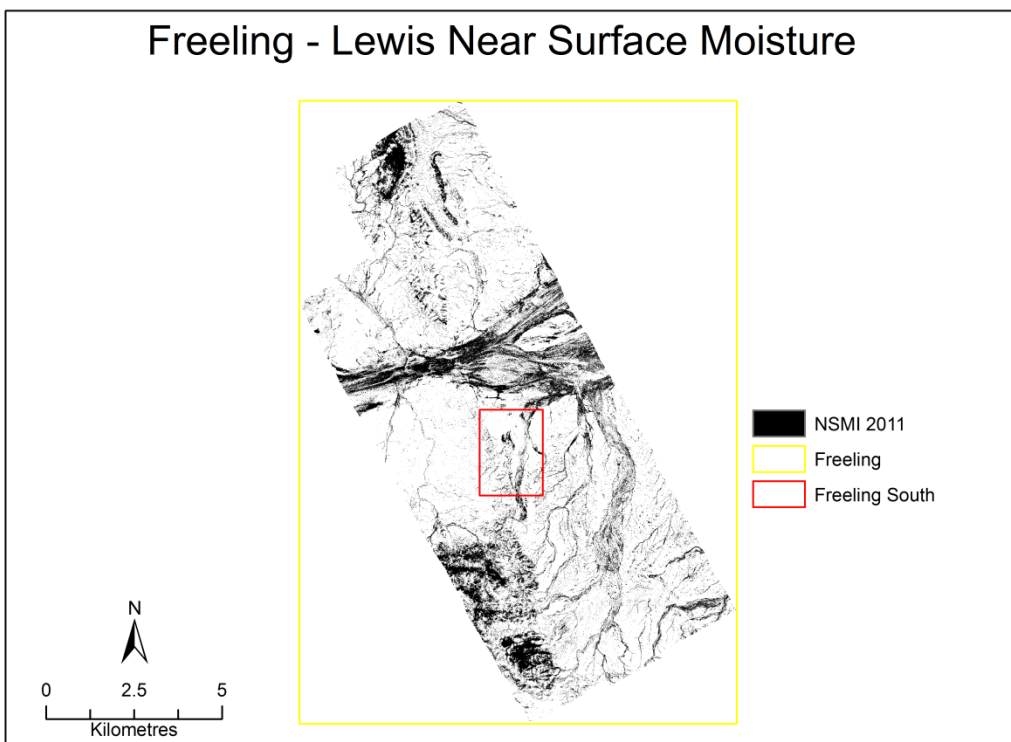 Freeling - Lewis Near Surface Moisture
NSMI 2011
Freeling
Freeling South
N
0 2.5 5
Kilometres